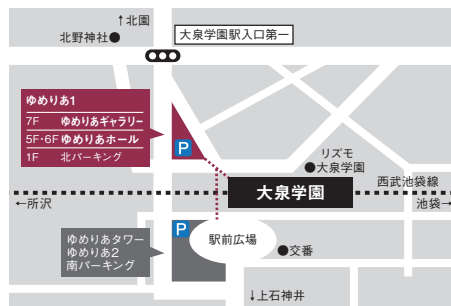 ↑北園
北野神社●
大泉学園駅入口第一
ゆめりあ1
7F ゆめりあギャラリー
5F・6F ゆめりあホール
1F 北パーキング
P
リズモ
●大泉学園
西武池袋線
大泉学園
←所沢
池袋→
P
駅前広場
ゆめりあタワー
ゆめりあ2
南パーキング
●交番
↓上石神井